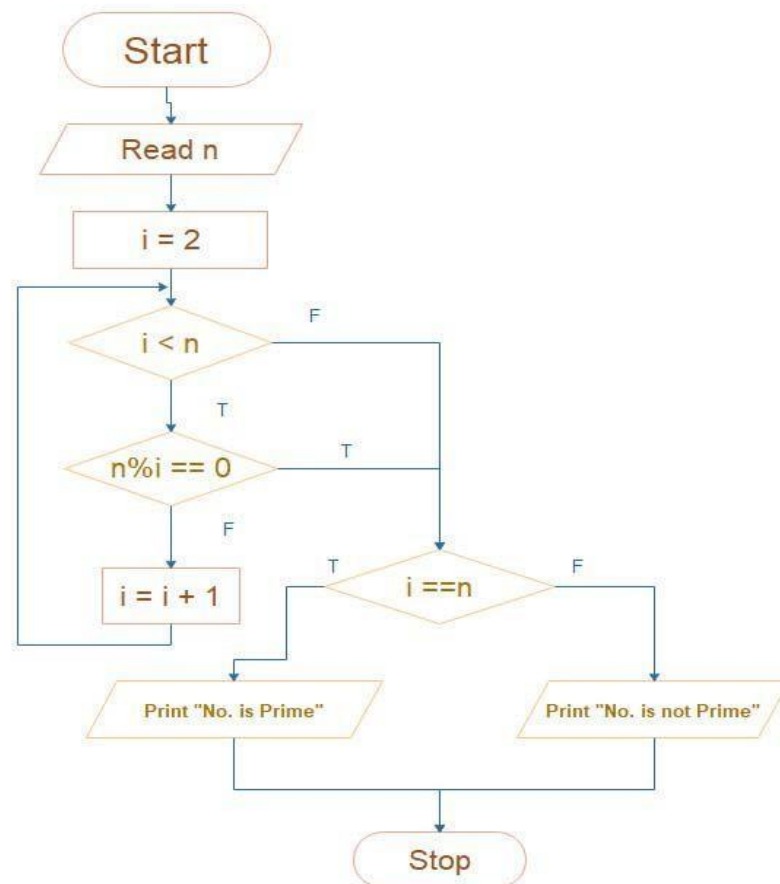 Start
Read n
i = 2
i < n
F
T
n%i == 0
T
F
i = i + 1
i ==n
T
F
Print "No. is Prime"
Print "No. is not Prime"
Stop